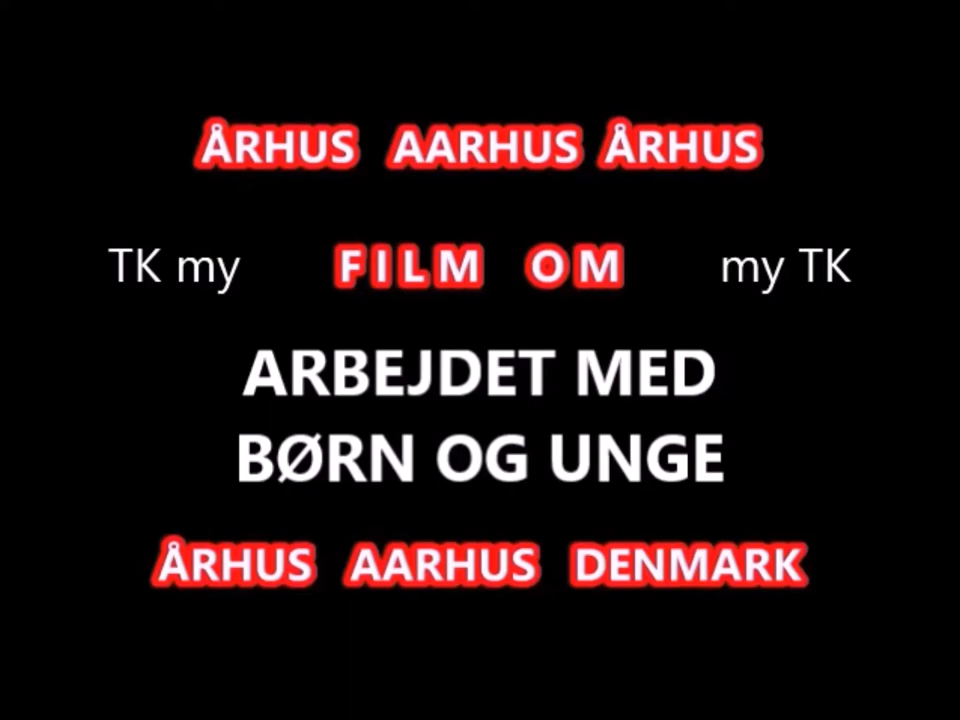 ÅRHUS AARHUS ÅRHUS
TK my FILM OM my TK
ARBEJDET MED
BØRN OG UNGE
ÅRHUS AARHUS DENMARK